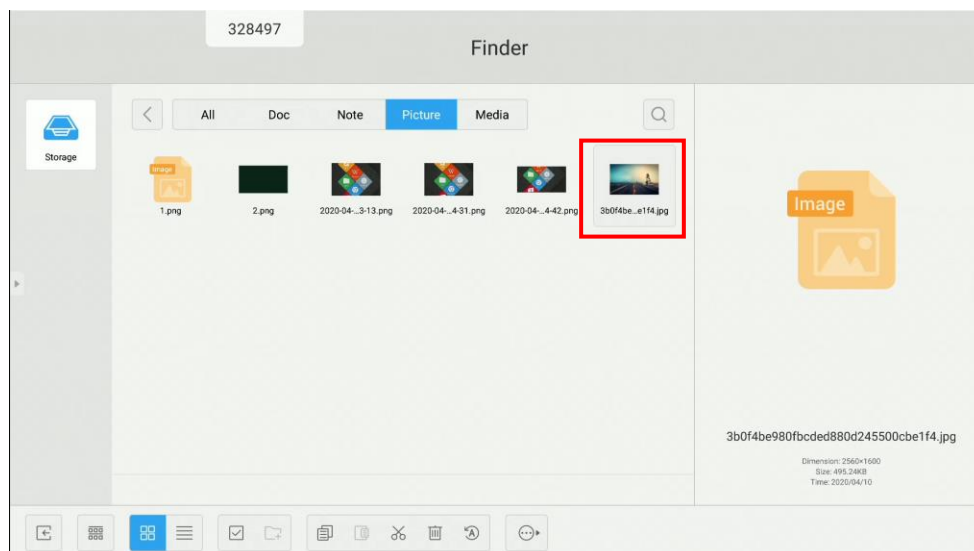 328497
Finder
All
Doc
Note
Picture
Media
Storage
Image
1.png
2.png
2020-04-...3-13.png
2020-04-...4-31.png
2020-04-...4-42.png
3b0f4be...e1f4.jpg
Image
3b0f4be980fbcded880d245500cbe1f4.jpg
Dimension: 2560×1600
Size: 495.24KB
Time: 2020/04/10